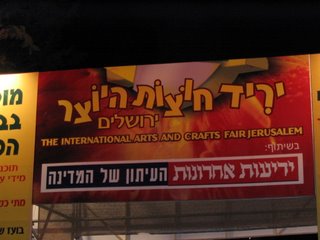 יריד חוצות היוצר
ירושלים
THE INTERNATIONAL ARTS AND CRAFTS FAIR JERUSALEM
בשיתוף:
ידיעות אחרונות העיתון של המדינה